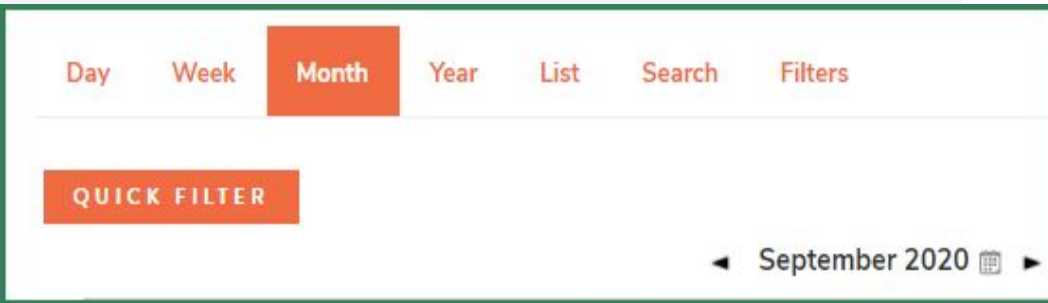 Day Week Month Year List Search Filters
QUICK FILTER
September 2020